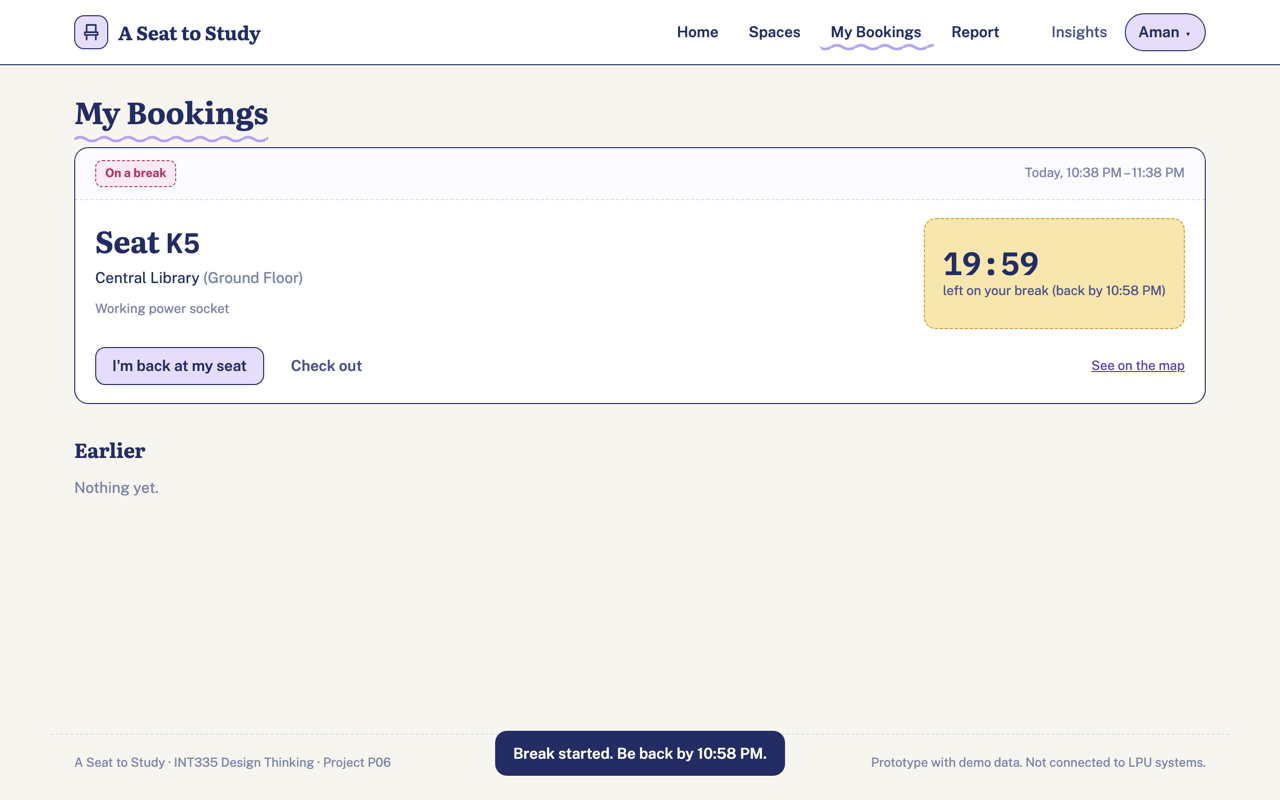 A Seat to Study
Home
Spaces
My Bookings
Report
Insights
Aman
My Bookings
On a break
Today, 10:38 PM – 11:38 PM
Seat K5
Central Library (Ground Floor)
Working power socket
19:59
left on your break (back by 10:58 PM)
I'm back at my seat
Check out
See on the map
Earlier
Nothing yet.
Break started. Be back by 10:58 PM.
A Seat to Study · INT335 Design Thinking · Project P06
Prototype with demo data. Not connected to LPU systems.